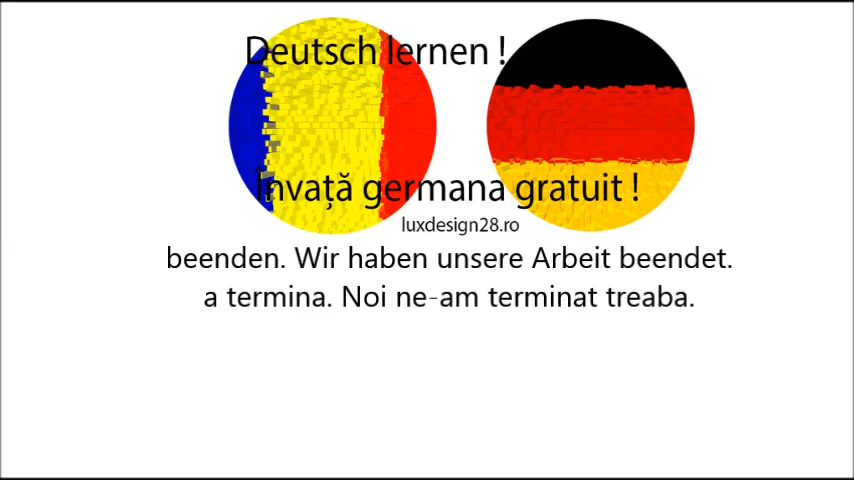 Deutsch lernen !
Învață germana gratuit !
luxdesign28.ro
beenden. Wir haben unsere Arbeit beendet.
a termina. Noi ne-am terminat treaba.